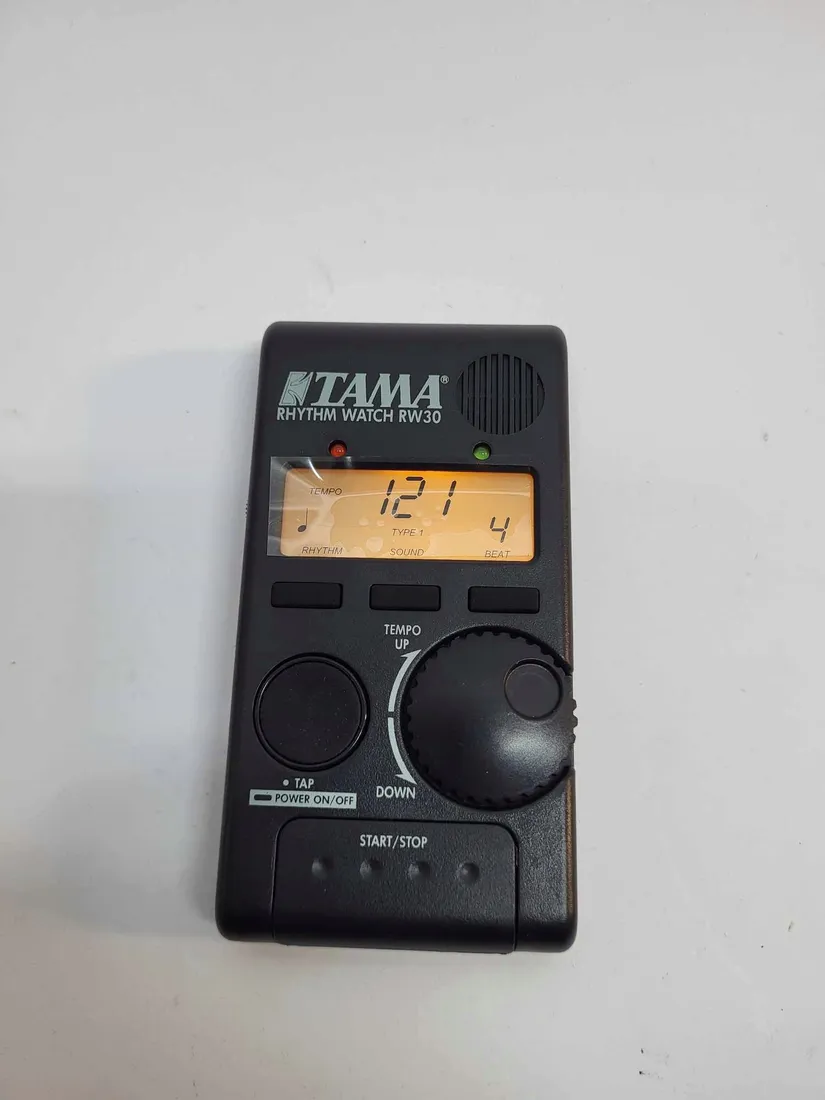 TAMA®
RHYTHM WATCH RW30
TEMPO 121
TYPE 1
4
RHYTHM SOUND BEAT
TEMPO
UP
DOWN
• TAP
POWER ON/OFF
START/STOP